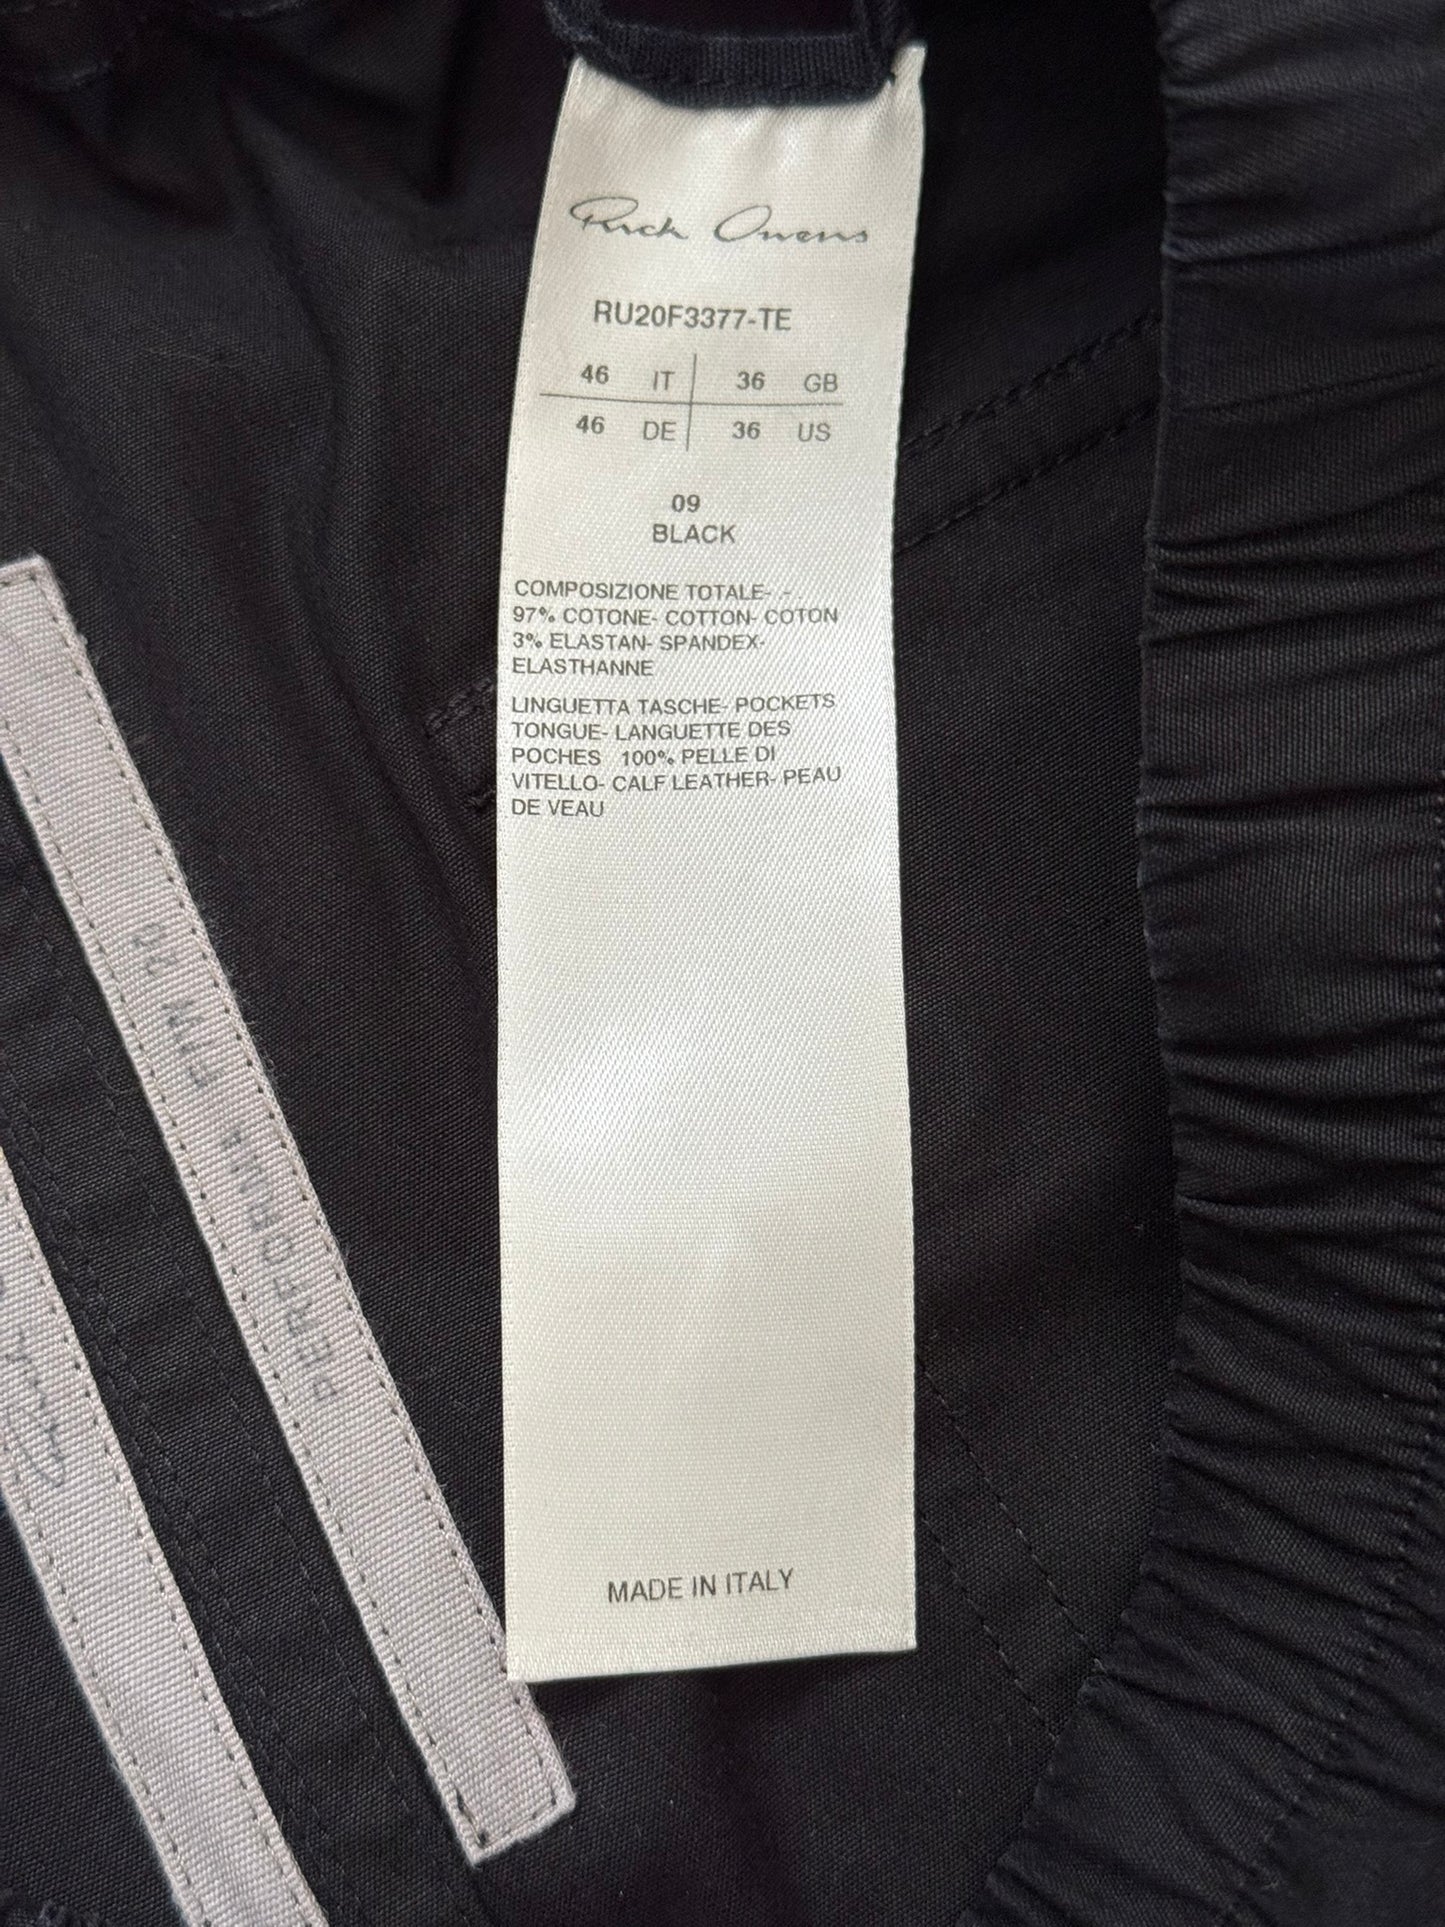 Rick Owens
RU20F3377-TE
46 IT 36 GB
46 DE 36 US
09
BLACK
COMPOSIZIONE TOTALE- - .
97% COTONE- COTTON- COTON
3% ELASTAN- SPANDEX-
ELASTHANNE
LINGUETTA TASCHE- POCKETS
TONGUE- LANGUETTE DES
POCHES 100% PELLE DI
VITELLO- CALF LEATHER- PEAU
DE VEAU
MADE IN ITALY
PERFORMA